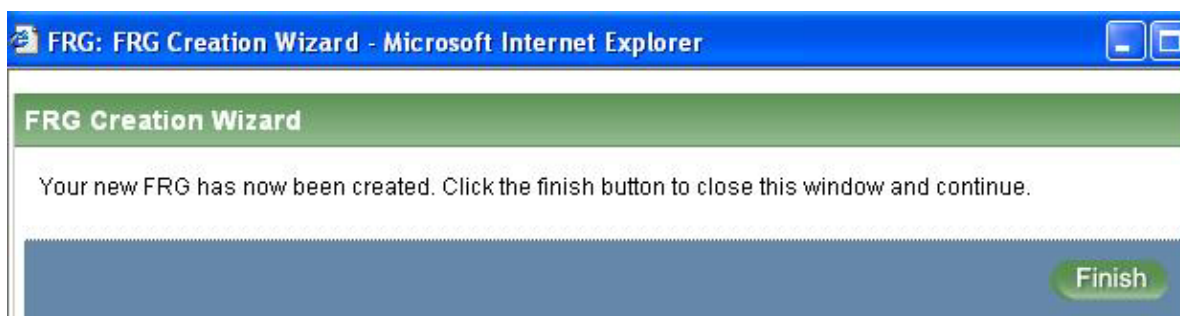 FRG: FRG Creation Wizard - Microsoft Internet Explorer
FRG Creation Wizard
Your new FRG has now been created. Click the finish button to close this window and continue.
Finish